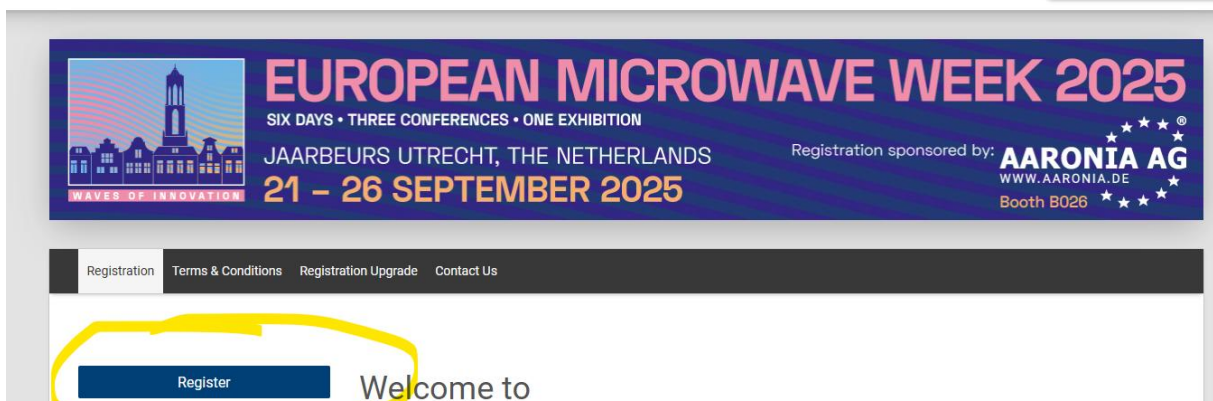 EUROPEAN MICROWAVE WEEK 2025
SIX DAYS • THREE CONFERENCES • ONE EXHIBITION
JAARBEURS UTRECHT, THE NETHERLANDS
21 – 26 SEPTEMBER 2025
WAVES OF INNOVATION
Registration sponsored by:
AARONIA AG®
WWW.AARONIA.DE
Booth B026
Registration Terms & Conditions Registration Upgrade Contact Us
Register
Welcome to